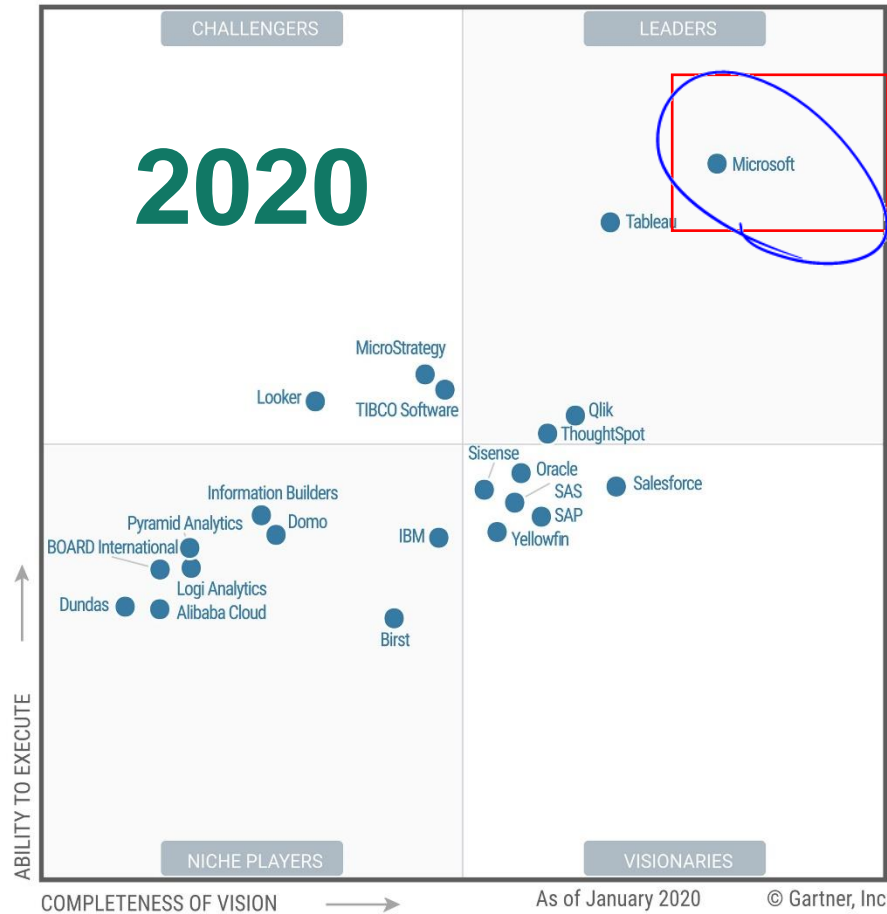 CHALLENGERS
LEADERS
2020
Microsoft
Tableau
MicroStrategy
Looker
TIBCO Software
Qlik
ThoughtSpot
Sisense
Oracle
Salesforce
SAS
Information Builders
SAP
Domo
Pyramid Analytics
IBM
Yellowfin
BOARD International
Logi Analytics
Dundas
Alibaba Cloud
Birst
ABILITY TO EXECUTE
NICHE PLAYERS
VISIONARIES
COMPLETENESS OF VISION
As of January 2020
© Gartner, Inc